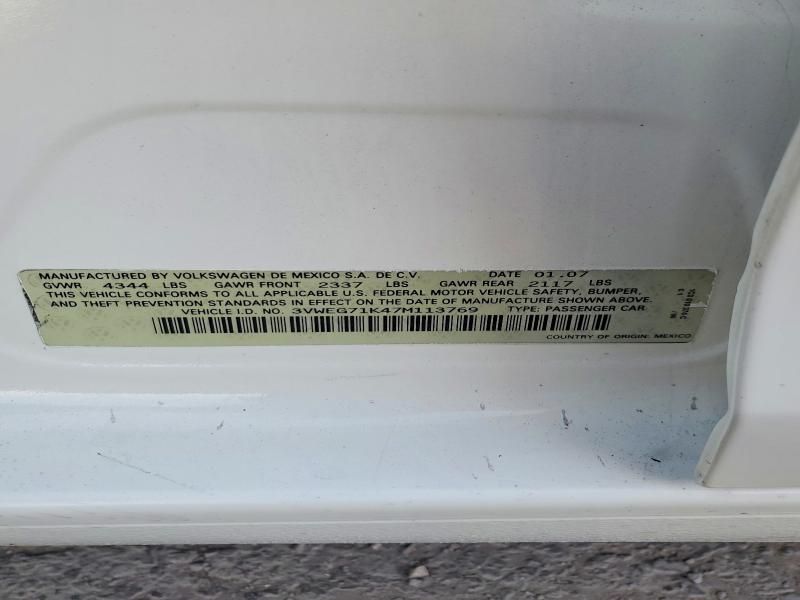 MANUFACTURED BY VOLKSWAGEN DE MEXICO S.A. DE C.V. DATE 01.07
GVWR 4344 LBS GAWR FRONT 2337 LBS GAWR REAR 2117 LBS
THIS VEHICLE CONFORMS TO ALL APPLICABLE U.S. FEDERAL MOTOR VEHICLE SAFETY, BUMPER,
AND THEFT PREVENTION STANDARDS IN EFFECT ON THE DATE OF MANUFACTURE SHOWN ABOVE.
VEHICLE I.D. NO. 3VWEG71K47M113769 TYPE: PASSENGER CAR
COUNTRY OF ORIGIN: MEXICO